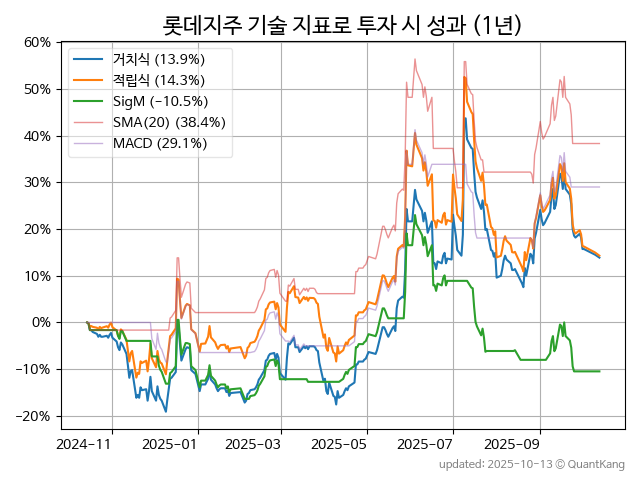 롯데지주 기술 지표로 투자 시 성과 (1년)
거치식 (13.9%)
적립식 (14.3%)
SigM (−10.5%)
SMA(20) (38.4%)
MACD (29.1%)
60%
50%
40%
30%
20%
10%
0%
−10%
−20%
2024-11 2025-01 2025-03 2025-05 2025-07 2025-09
updated: 2025-10-13 © QuantKang